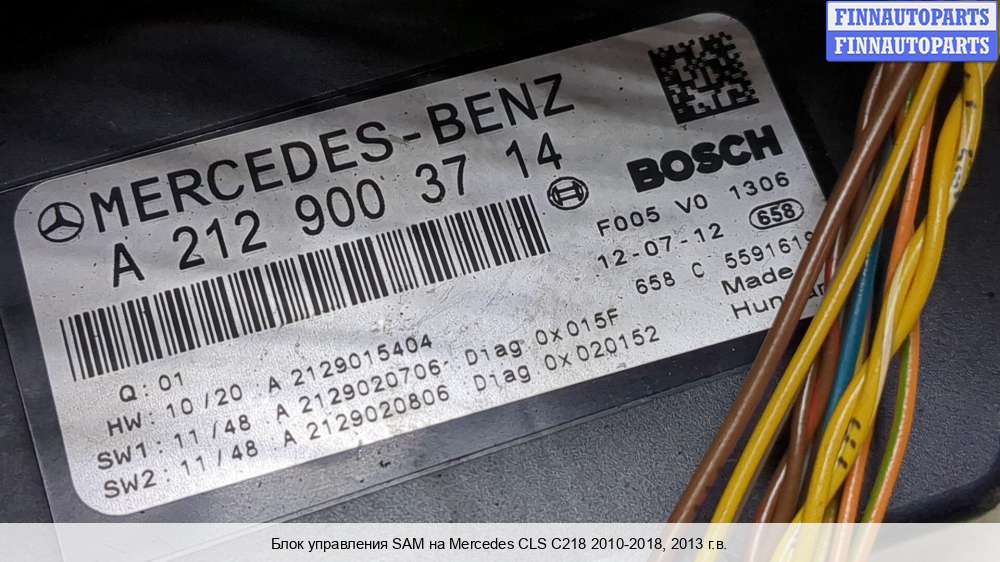 FINNAUTOPARTS
FINNAUTOPARTS
MERCEDES-BENZ
A 212 900 37 14
BOSCH
F005 V0 1306
12-07-12 658
658 C 559161
Made
Q: 01
HW: 10/20 A 2129015404
SW1: 11/48 A 2129020706 Diag 0X015F
SW2: 11/48 A 2129020806 Diag 0X020152
Блок управления SAM на Mercedes CLS C218 2010-2018, 2013 г.в.